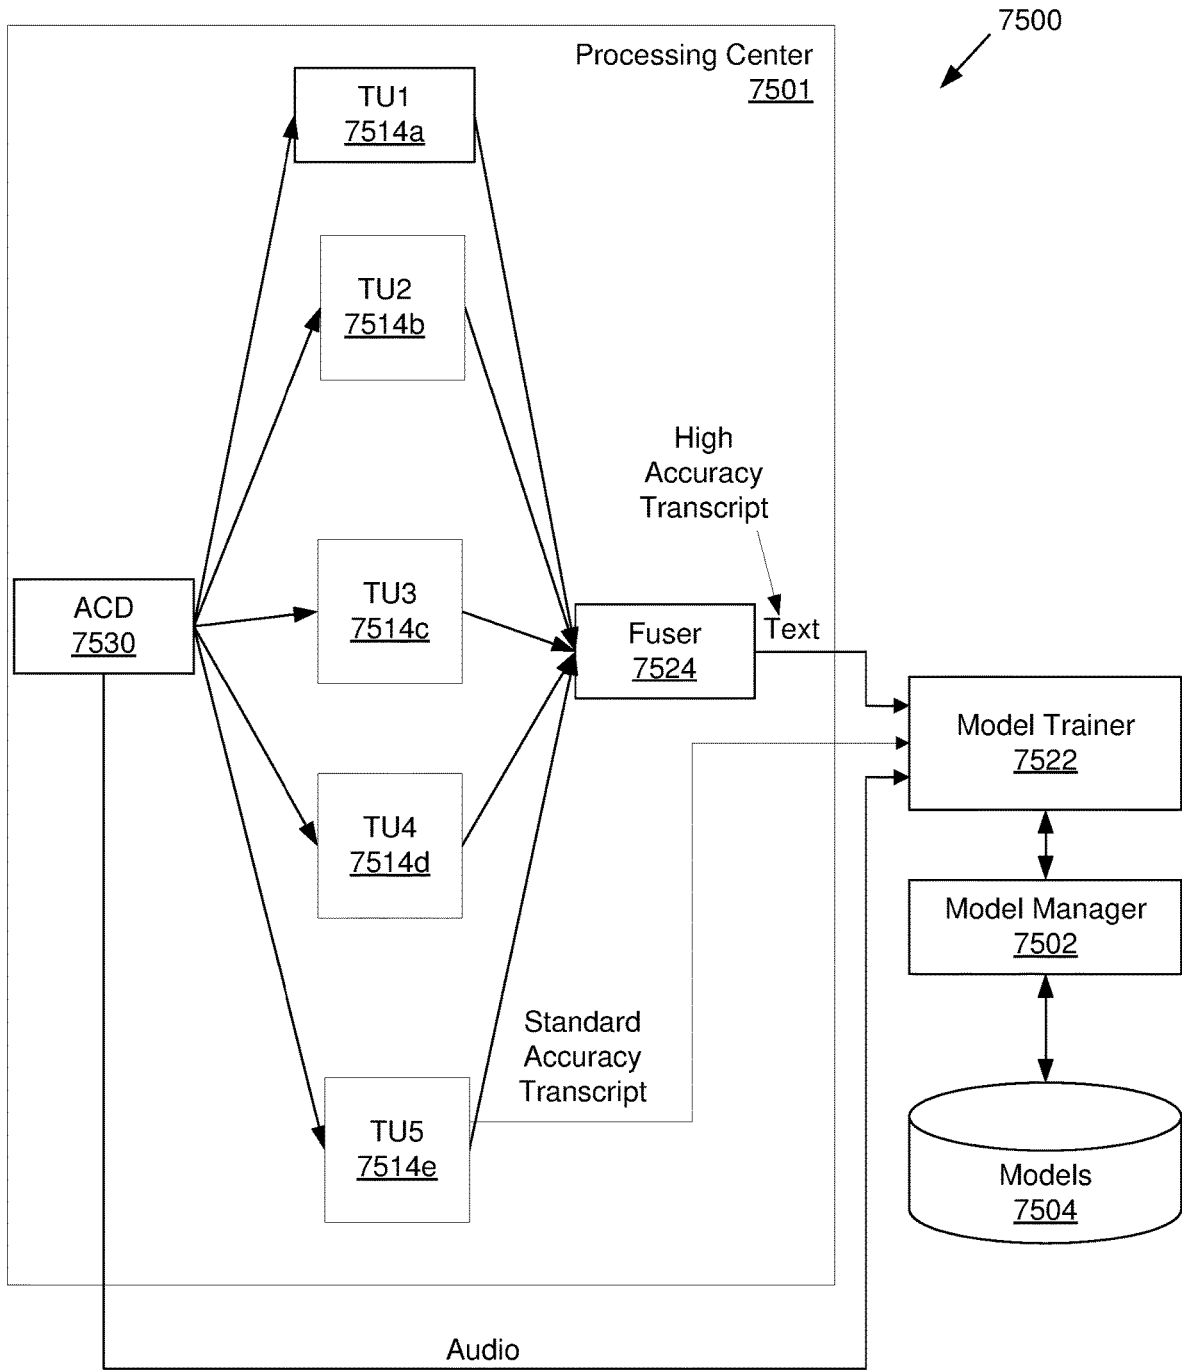 7500
Processing Center
7501
TU1
7514a
TU2
7514b
High
Accuracy
Transcript
TU3
7514c
ACD
7530
Fuser
7524
Text
Model Trainer
7522
TU4
7514d
Model Manager
7502
Standard
Accuracy
Transcript
TU5
7514e
Models
7504
Audio